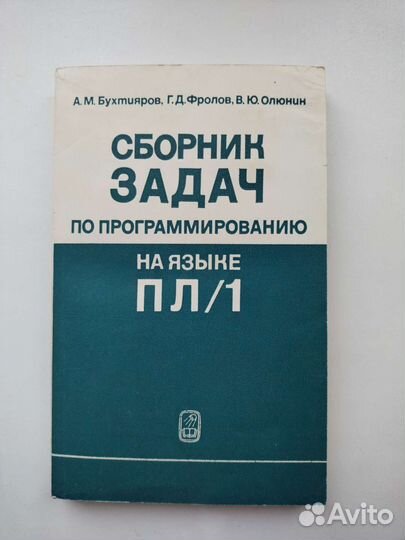 А. М. Бухтияров, Г. Д. Фролов, В. Ю. Олюнин
СБОРНИК
ЗАДАЧ
ПО ПРОГРАММИРОВАНИЮ
НА ЯЗЫКЕ
ПЛ/1
Avito